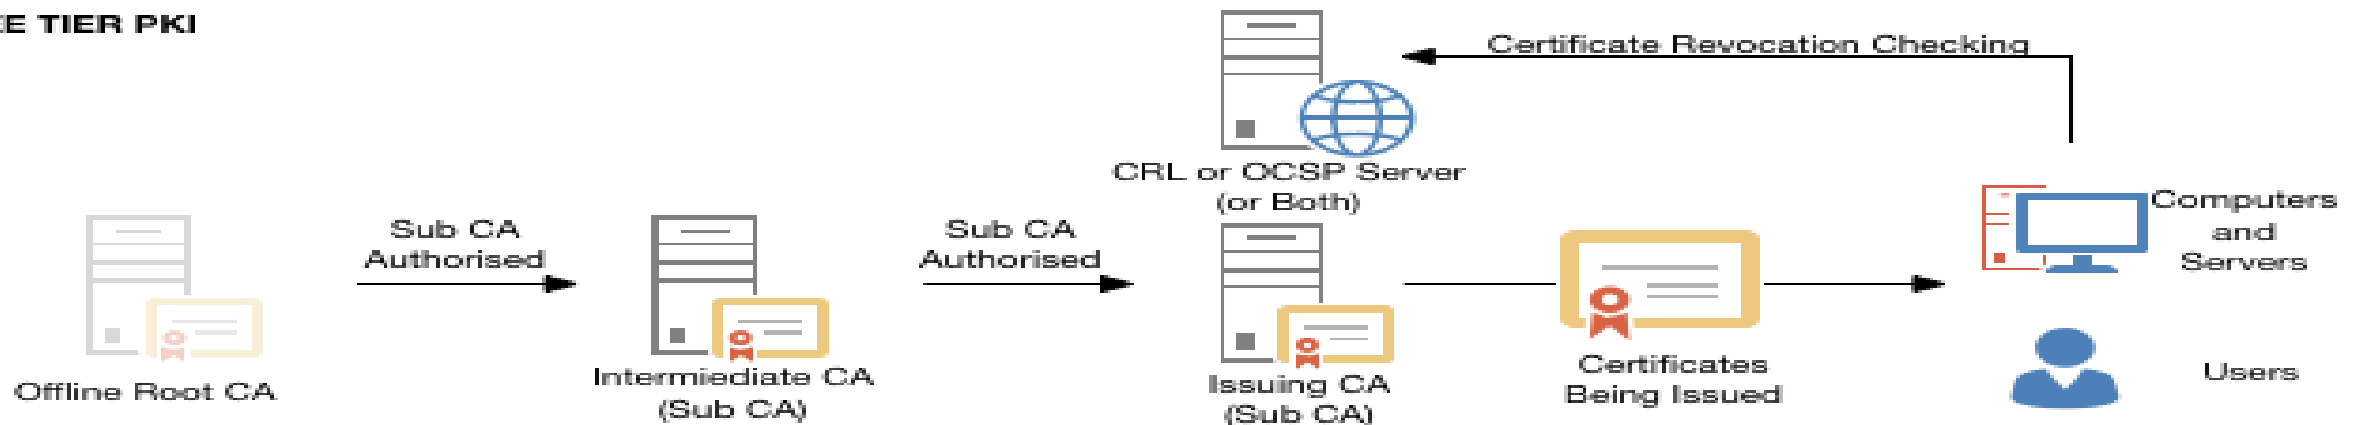 EE TIER PKI
Certificate Revocation Checking
CRL or OCSP Server
(or Both)
Sub CA
Authorised
Sub CA
Authorised
Computers
and
Servers
Offline Root CA
Intermiediate CA
(Sub CA)
Issuing CA
(Sub CA)
Certificates
Being Issued
Users